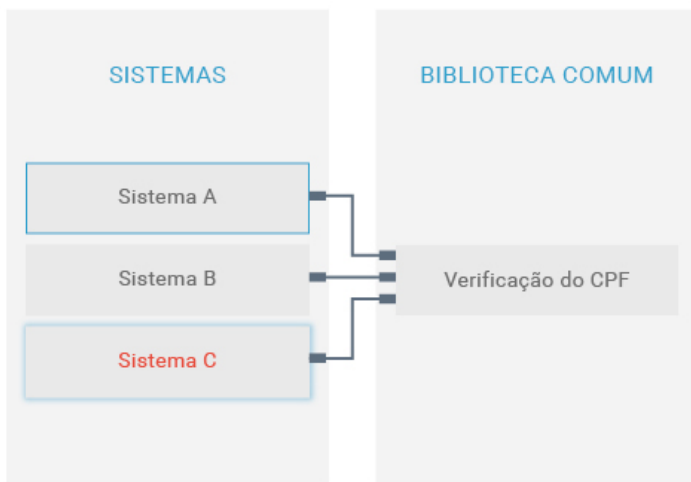 SISTEMAS
BIBLIOTECA COMUM
Sistema A
Sistema B
Verificação do CPF
Sistema C